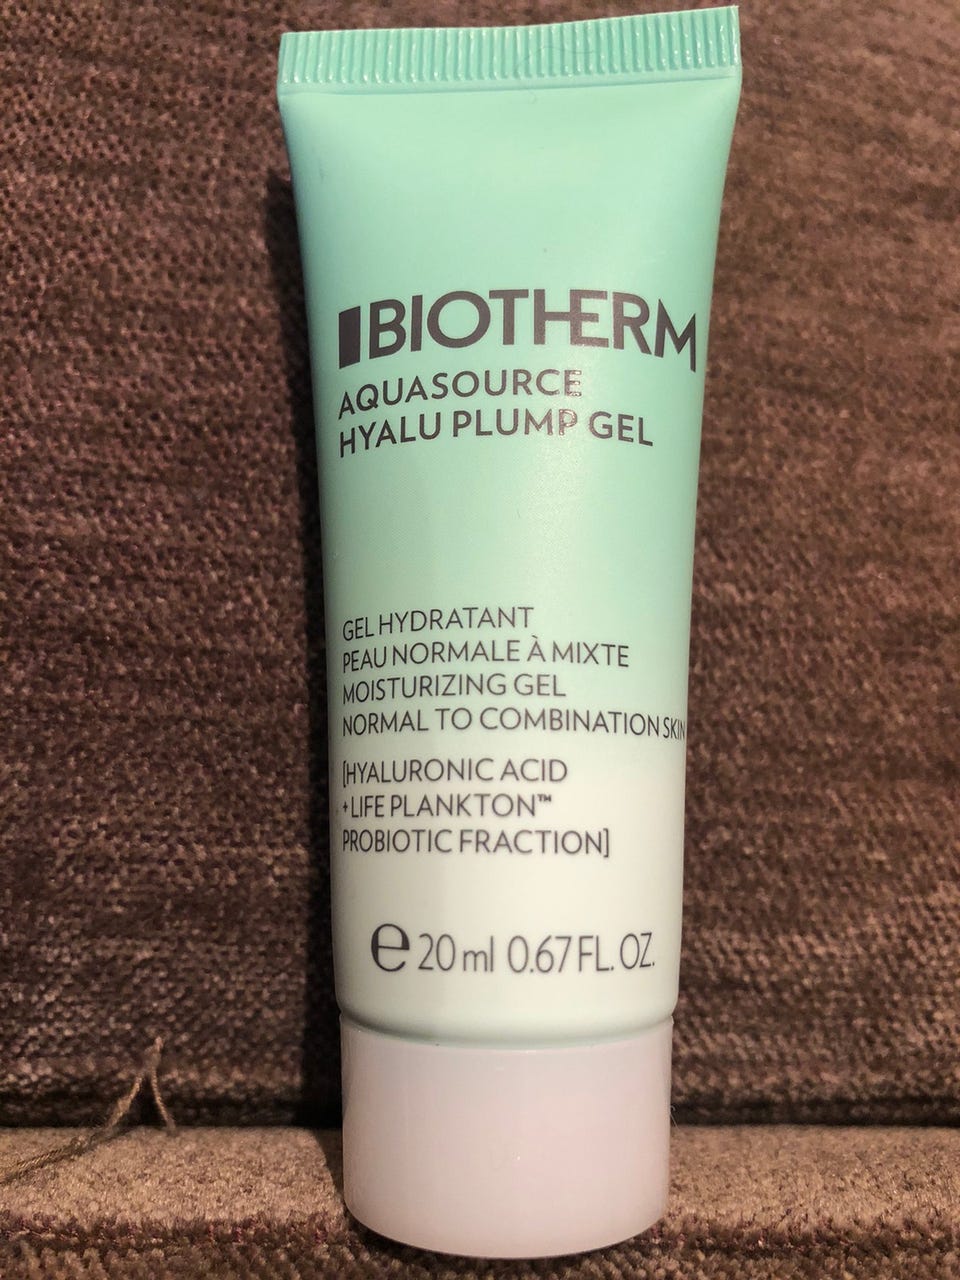 BIOTHERM
AQUASOURCE
HYALU PLUMP GEL
GEL HYDRATANT
PEAU NORMALE À MIXTE
MOISTURIZING GEL
NORMAL TO COMBINATION SKIN
[HYALURONIC ACID
+ LIFE PLANKTON™
PROBIOTIC FRACTION]
℮ 20 ml 0.67 FL. OZ.